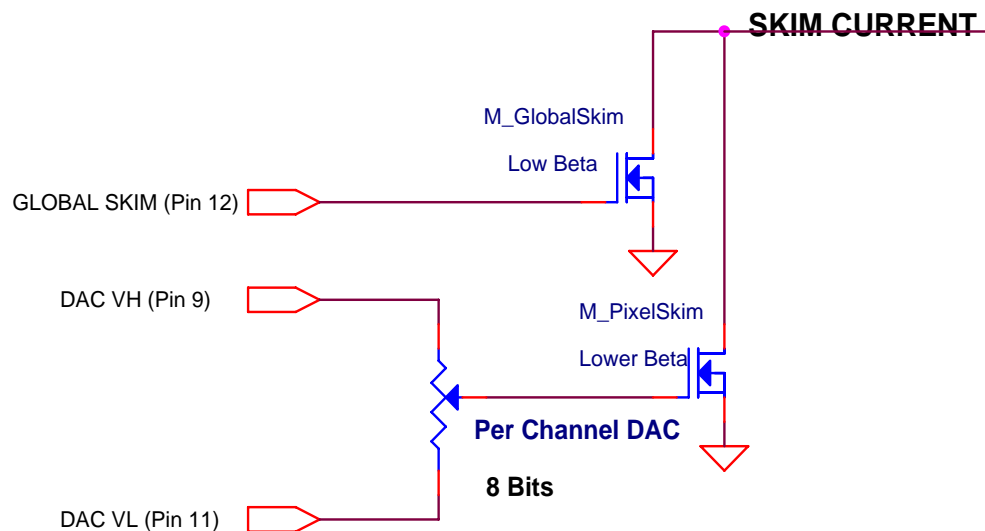 SKIM CURRENT
M_GlobalSkim
Low Beta
GLOBAL SKIM (Pin 12)
DAC VH (Pin 9)
M_PixelSkim
Lower Beta
Per Channel DAC
8 Bits
DAC VL (Pin 11)